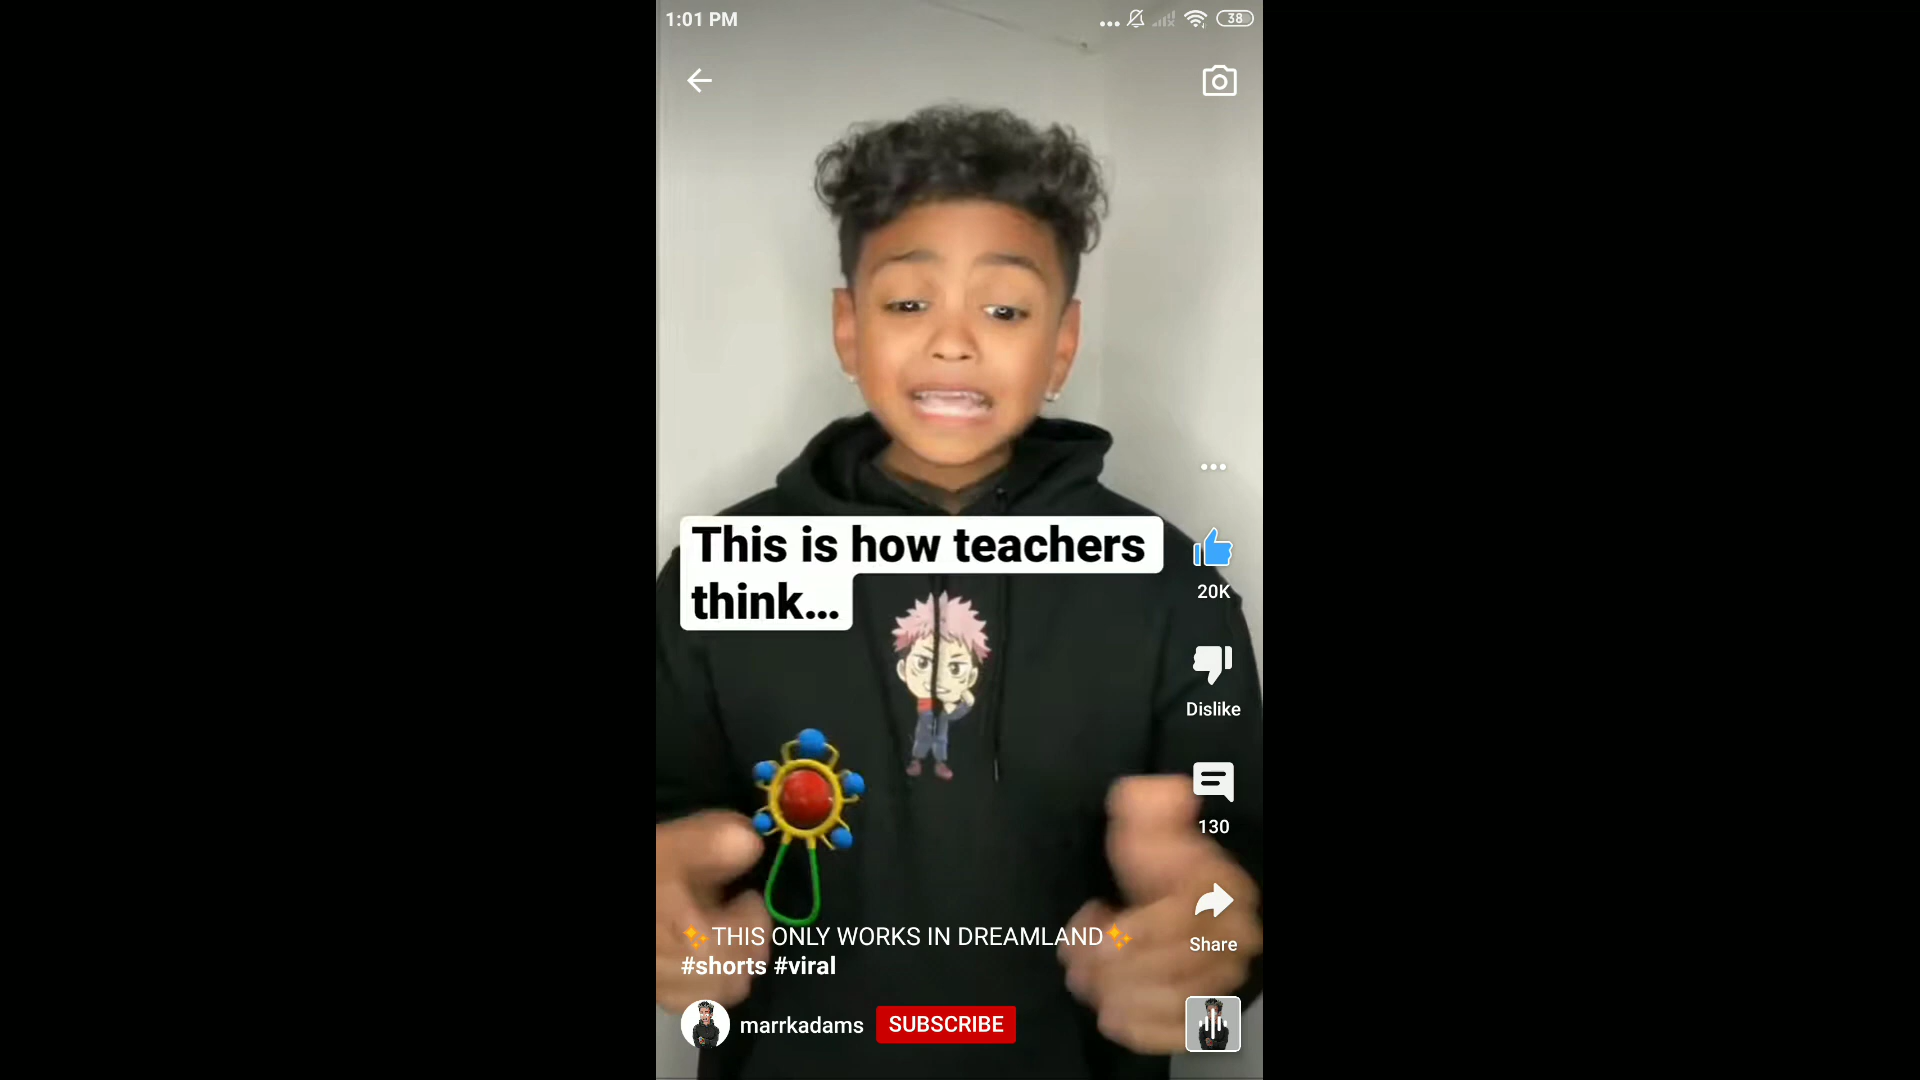 1:01 PM
38
This is how teachers
think...
20K
Dislike
130
Share
✨THIS ONLY WORKS IN DREAMLAND✨
#shorts #viral
marrkadams SUBSCRIBE